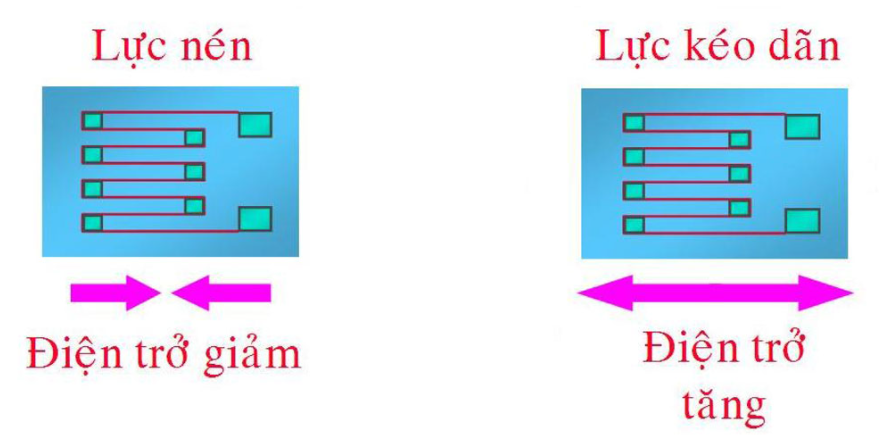 Lực nén
Lực kéo dãn
Điện trở giảm
Điện trở
tăng